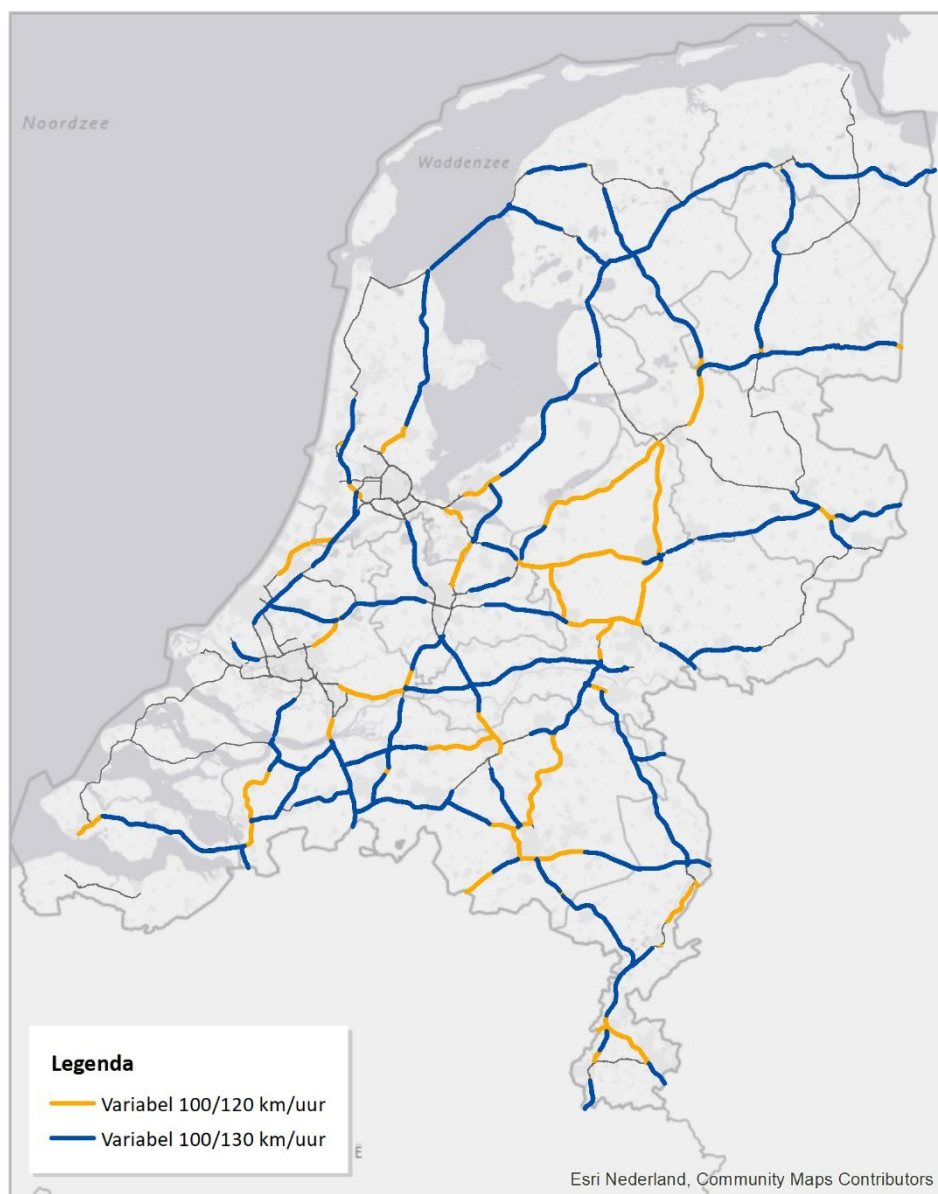 Noordzee
Waddenzee
Legenda
Variabel 100/120 km/uur
Variabel 100/130 km/uur
Ë
Esri Nederland, Community Maps Contributors